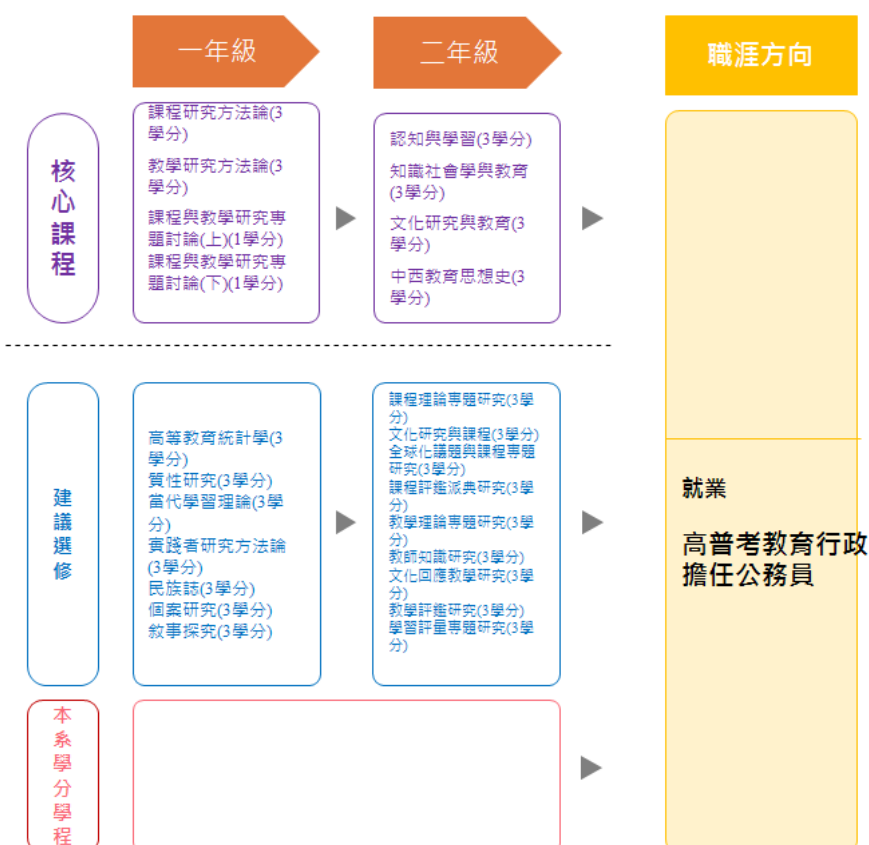 一年級
二年級
職涯方向
核
心
課
程
課程研究方法論(3
學分)
教學研究方法論(3
學分)
課程與教學研究專
題討論(上)(1學分)
課程與教學研究專
題討論(下)(1學分)
認知與學習(3學分)
知識社會學與教育
(3學分)
文化研究與教育(3
學分)
中西教育思想史(3
學分)
建
議
選
修
高等教育統計學(3
學分)
質性研究(3學分)
當代學習理論(3學
分)
實踐者研究方法論
(3學分)
民族誌(3學分)
個案研究(3學分)
敘事探究(3學分)
課程理論專題研究(3學
分)
文化研究與課程(3學分)
全球化議題與課程專題
研究(3學分)
課程評鑑派典研究(3學
分)
教學理論專題研究(3學
分)
教師知識研究(3學分)
文化回應教學研究(3學
分)
教學評鑑研究(3學分)
學習評量專題研究(3學
分)
就業
高普考教育行政
擔任公務員
本
系
學
分
學
程